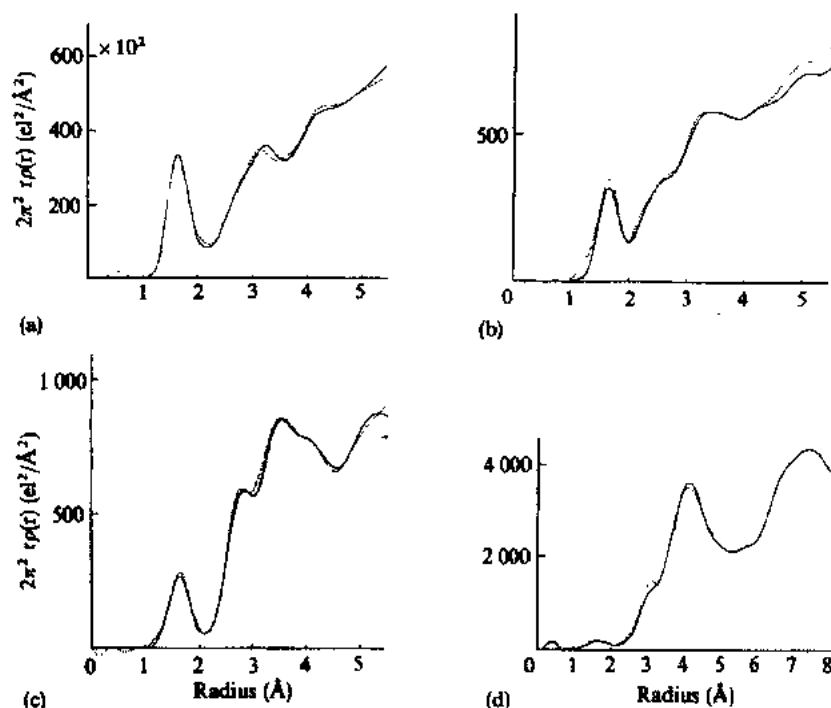 × 10²
600
400
200
2π² rρ(r) (el²/Å²)
1 2 3 4 5
(a)
500
0 1 2 3 4 5
(b)
1 000
500
2π² rρ(r) (el²/Å²)
0 1 2 3 4 5
Radius (Å)
(c)
4 000
2 000
0 1 2 3 4 5 6 7 8
Radius (Å)
(d)